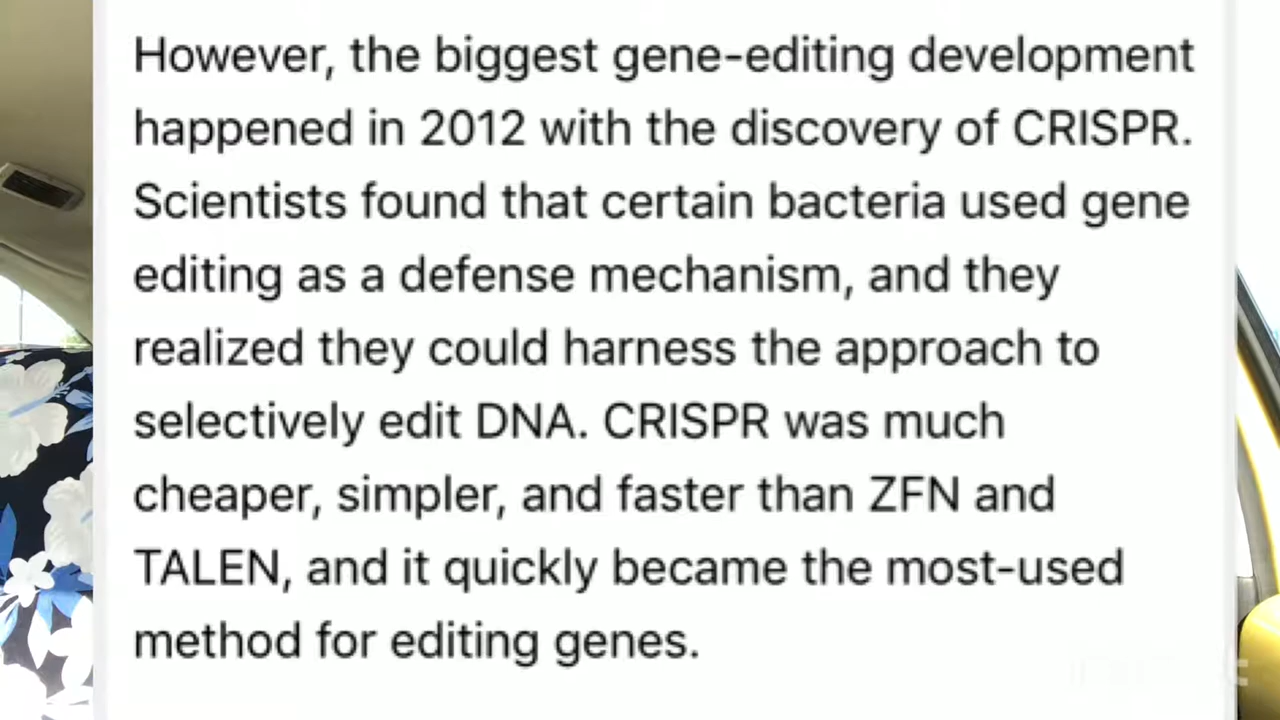 However, the biggest gene-editing development
happened in 2012 with the discovery of CRISPR.
Scientists found that certain bacteria used gene
editing as a defense mechanism, and they
realized they could harness the approach to
selectively edit DNA. CRISPR was much
cheaper, simpler, and faster than ZFN and
TALEN, and it quickly became the most-used
method for editing genes.